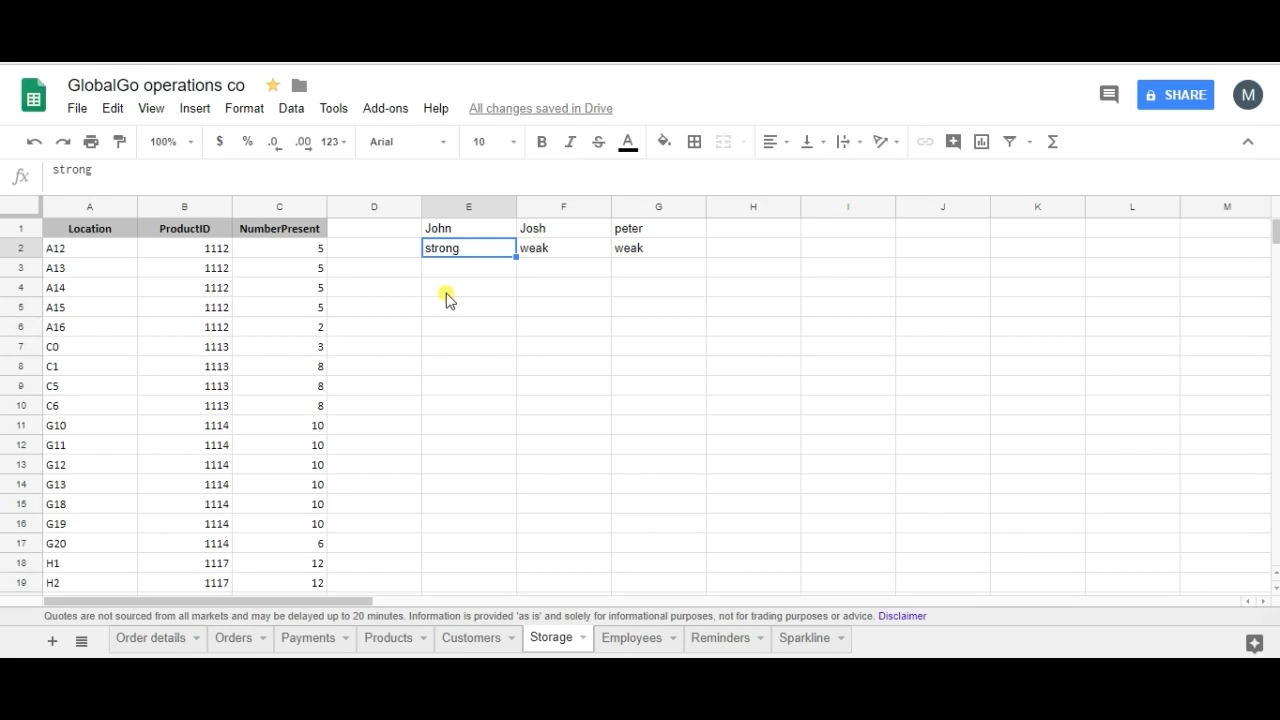 GlobalGo operations co
File Edit View Insert Format Data Tools Add-ons Help All changes saved in Drive
SHARE
M
100% $ % .0 .00 123 Arial 10 B I S A Σ
fx strong
A B C D E F G H I J K L M
1 Location ProductID NumberPresent John Josh peter
2 A12 1112 5 strong weak weak
3 A13 1112 5
4 A14 1112 5
5 A15 1112 5
6 A16 1112 2
7 C0 1113 3
8 C1 1113 8
9 C5 1113 8
10 C6 1113 8
11 G10 1114 10
12 G11 1114 10
13 G12 1114 10
14 G13 1114 10
15 G18 1114 10
16 G19 1114 10
17 G20 1114 6
18 H1 1117 12
19 H2 1117 12
Quotes are not sourced from all markets and may be delayed up to 20 minutes. Information is provided 'as is' and solely for informational purposes, not for trading purposes or advice. Disclaimer
Order details Orders Payments Products Customers Storage Employees Reminders Sparkline